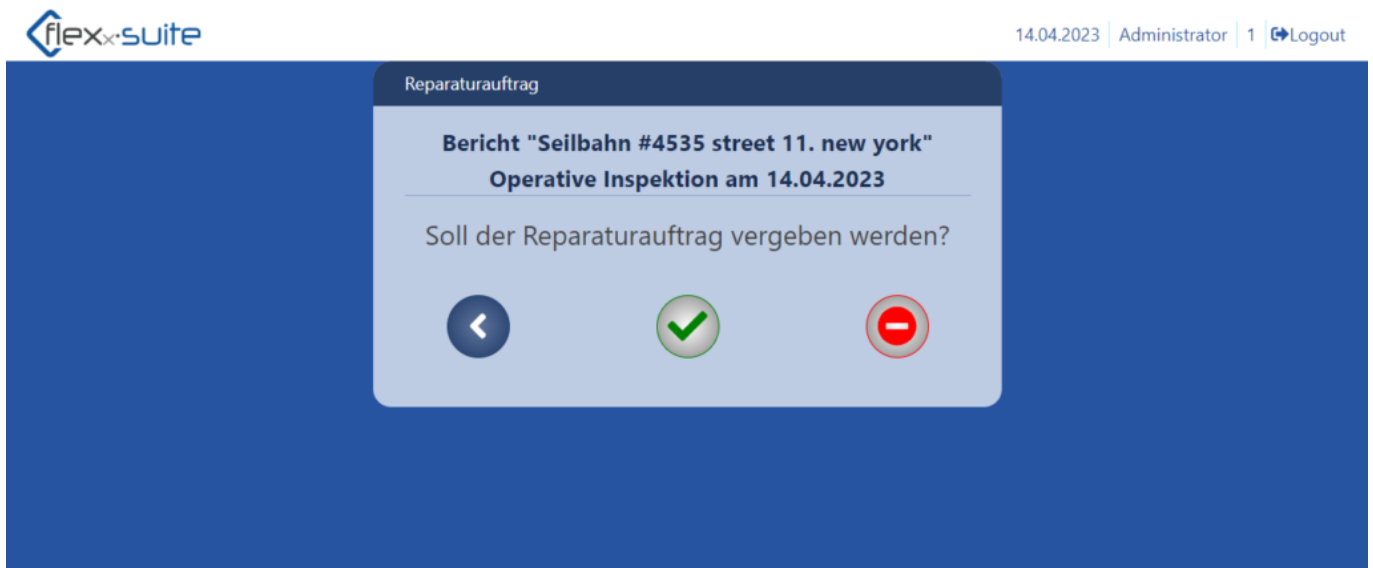 flexx·suite
14.04.2023 Administrator 1 Logout
Reparaturauftrag
Bericht "Seilbahn #4535 street 11. new york"
Operative Inspektion am 14.04.2023
Soll der Reparaturauftrag vergeben werden?